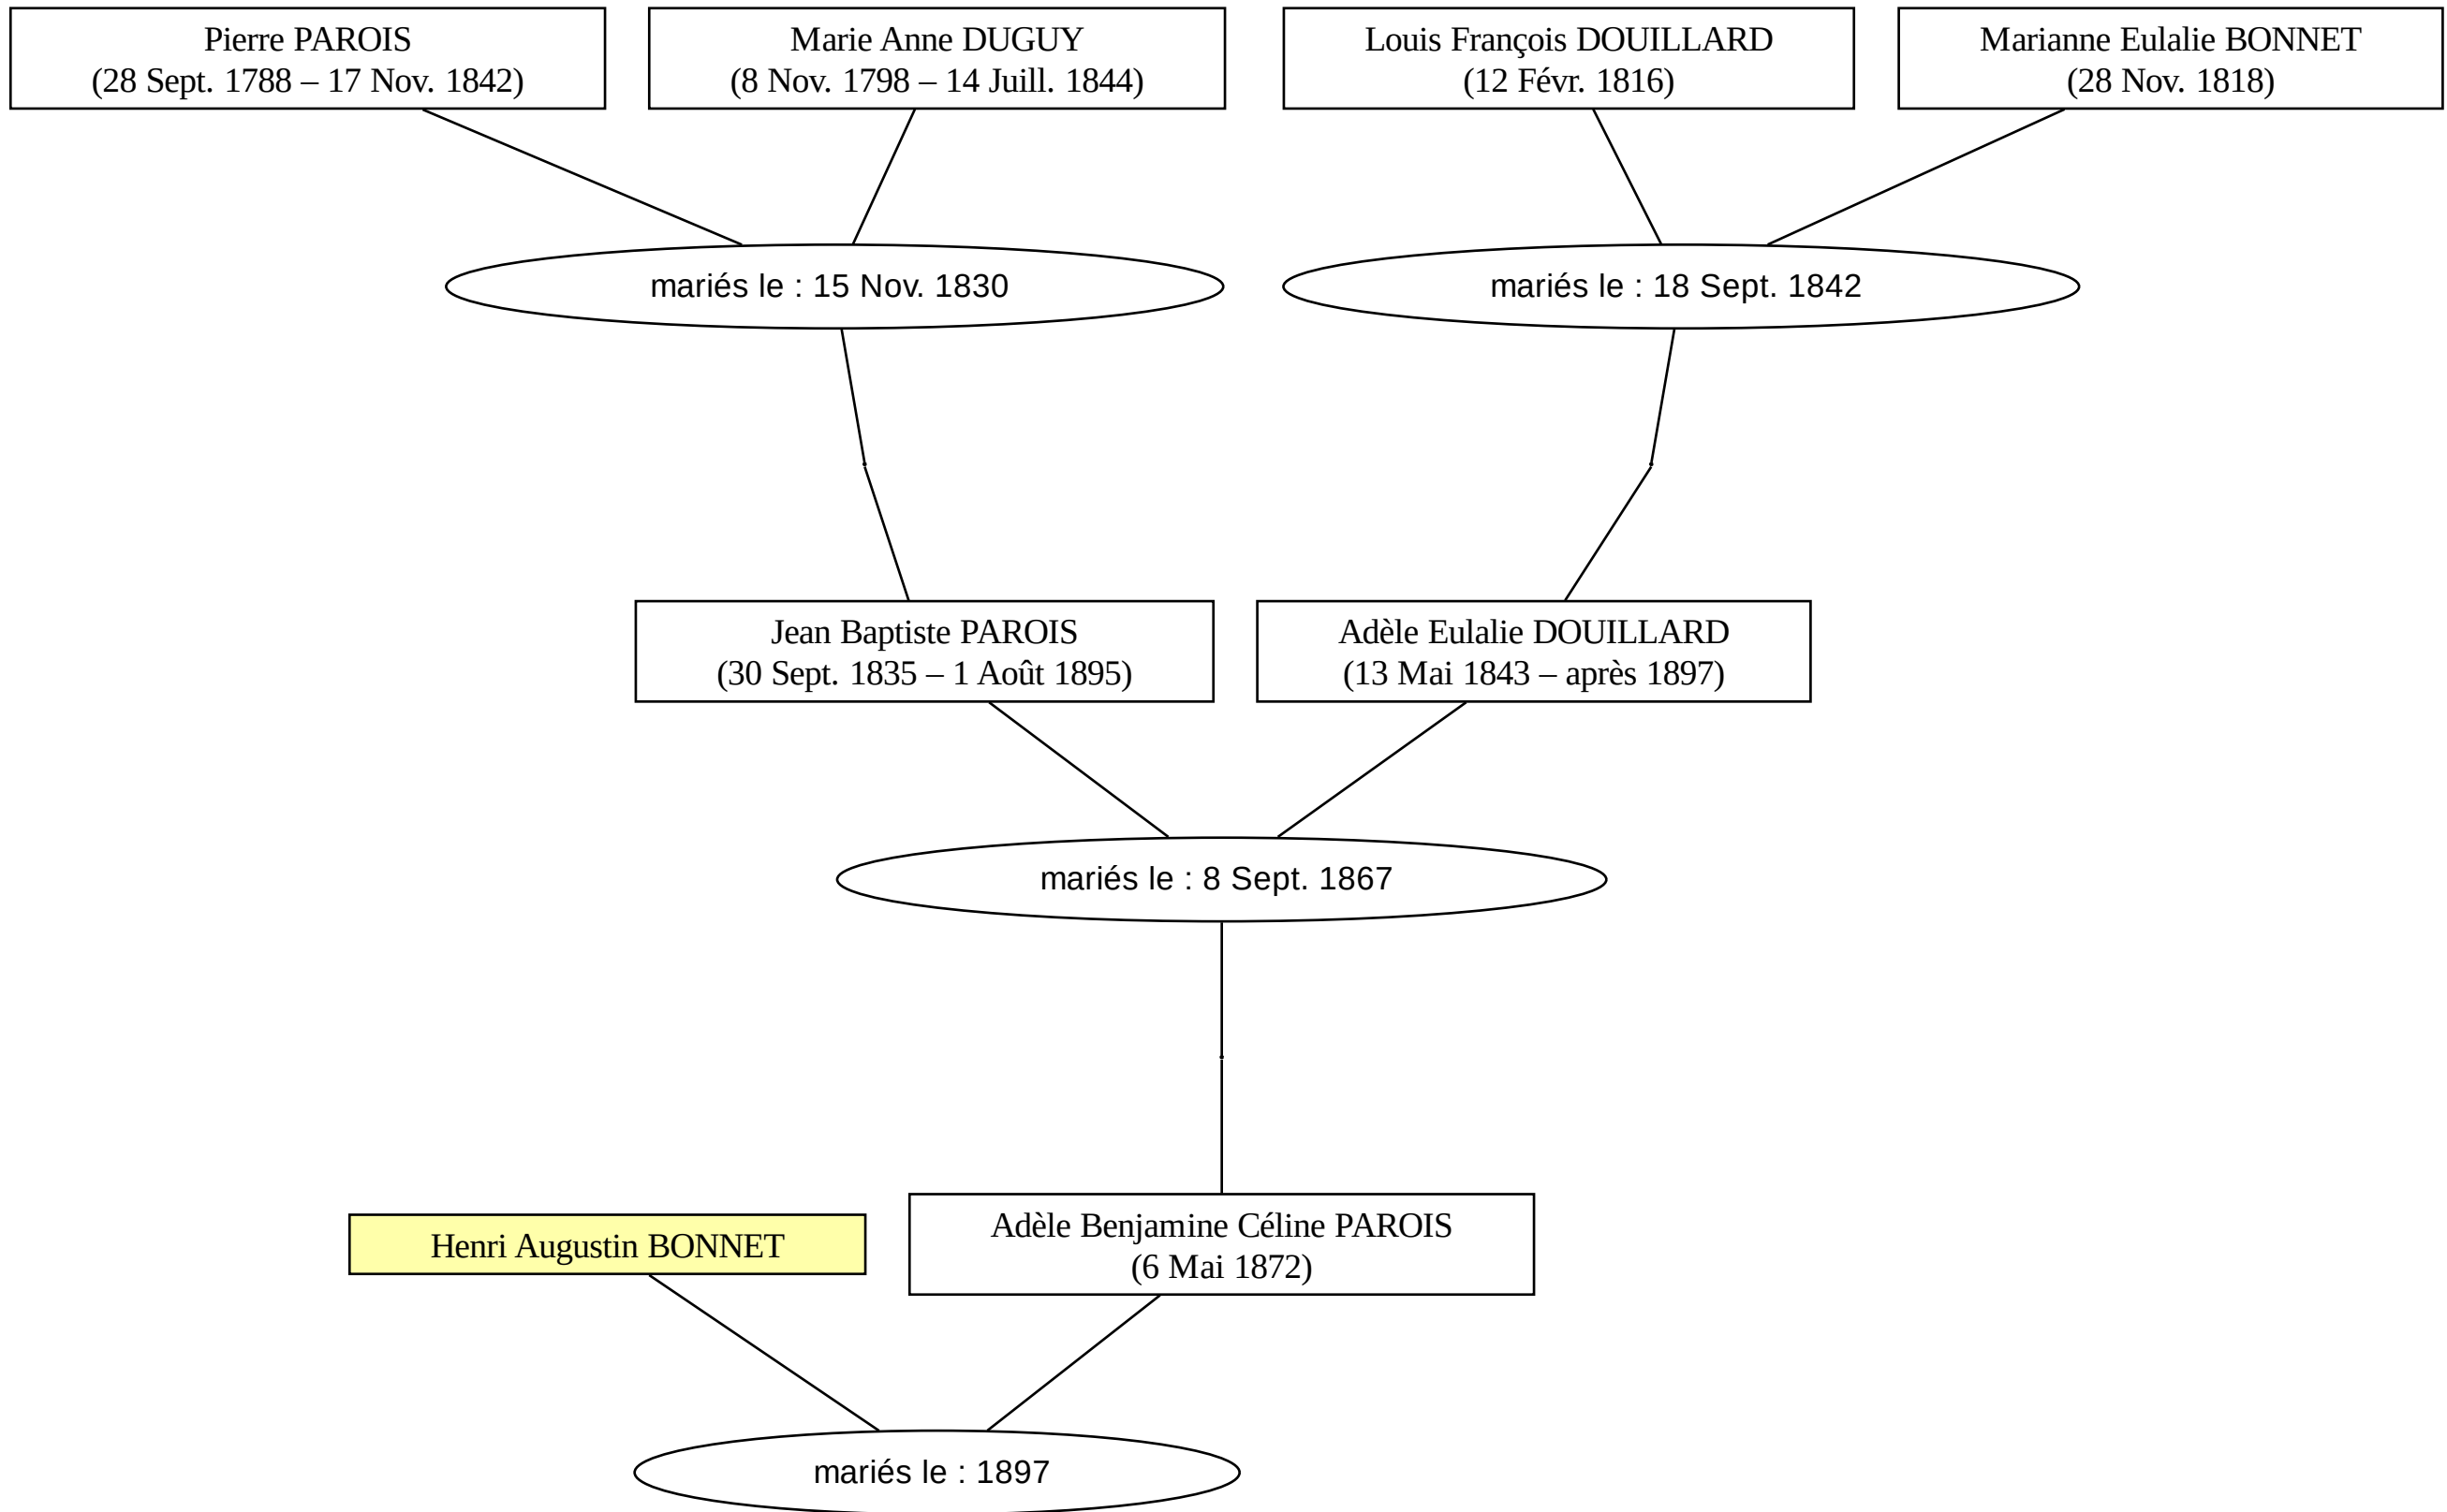 Pierre PAROIS
(28 Sept. 1788 – 17 Nov. 1842)
Marie Anne DUGUY
(8 Nov. 1798 – 14 Juill. 1844)
Louis François DOUILLARD
(12 Févr. 1816)
Marianne Eulalie BONNET
(28 Nov. 1818)
mariés le : 15 Nov. 1830
mariés le : 18 Sept. 1842
Jean Baptiste PAROIS
(30 Sept. 1835 – 1 Août 1895)
Adèle Eulalie DOUILLARD
(13 Mai 1843 – après 1897)
mariés le : 8 Sept. 1867
Henri Augustin BONNET
Adèle Benjamine Céline PAROIS
(6 Mai 1872)
mariés le : 1897